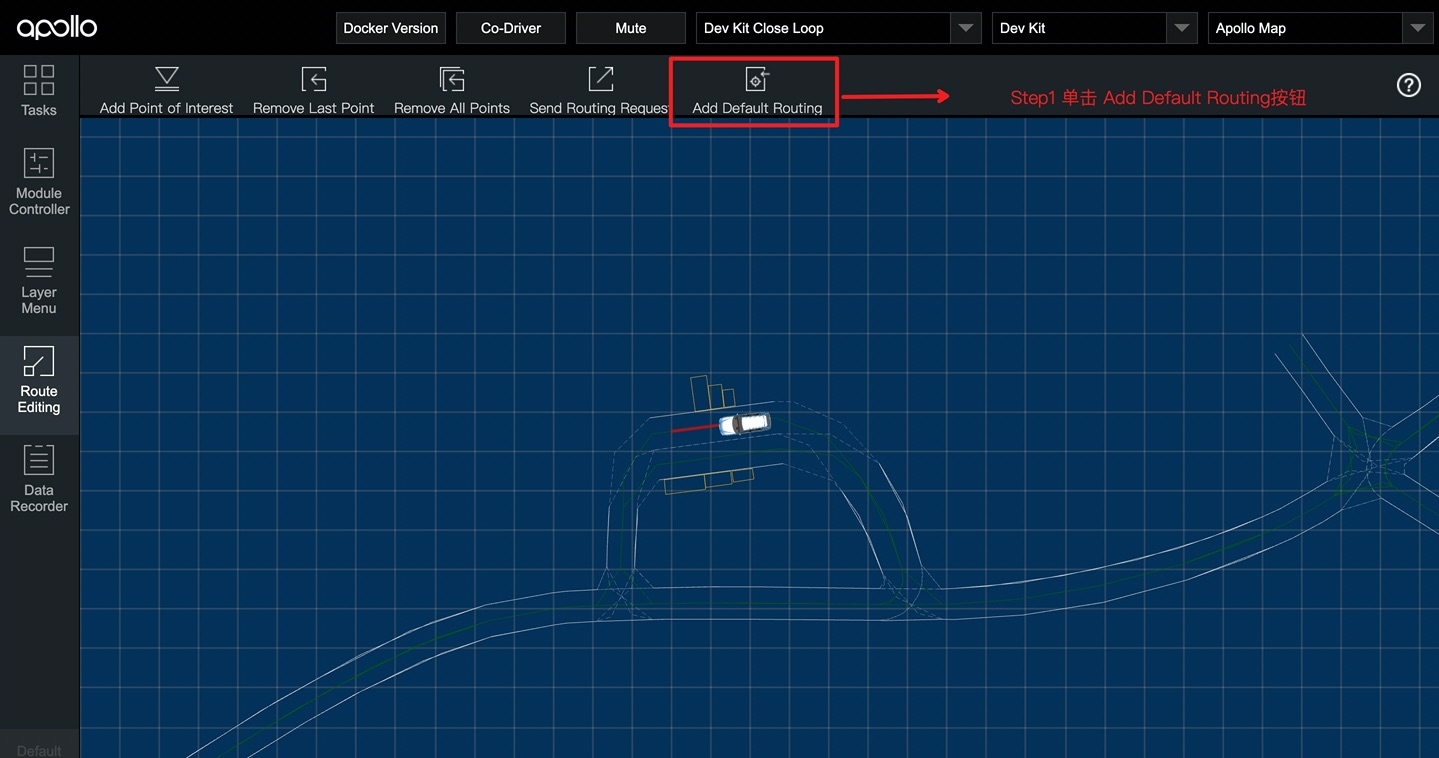 apollo
Docker Version
Co-Driver
Mute
Dev Kit Close Loop
Dev Kit
Apollo Map
Tasks
Add Point of Interest
Remove Last Point
Remove All Points
Send Routing Reques
Add Default Routing
Step1 单击 Add Default Routing按钮
?
Module
Controller
Layer
Menu
Route
Editing
Data
Recorder
Default